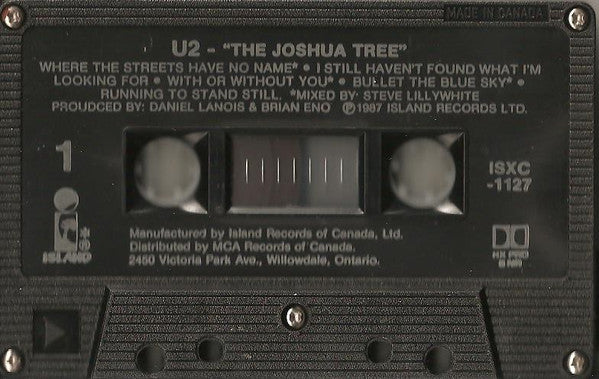 MADE IN CANADA
U2 - "THE JOSHUA TREE"
WHERE THE STREETS HAVE NO NAME* • I STILL HAVEN'T FOUND WHAT I'M
LOOKING FOR • WITH OR WITHOUT YOU* • BULLET THE BLUE SKY* •
RUNNING TO STAND STILL. *MIXED BY: STEVE LILLYWHITE
PROUDCED BY: DANIEL LANOIS & BRIAN ENO ℗1987 ISLAND RECORDS LTD.
1
ISXC
-1127
Manufactured by Island Records of Canada, Ltd.
Distributed by MCA Records of Canada.
2450 Victoria Park Ave., Willowdale, Ontario.
ISLAND
HX PRO
B NR